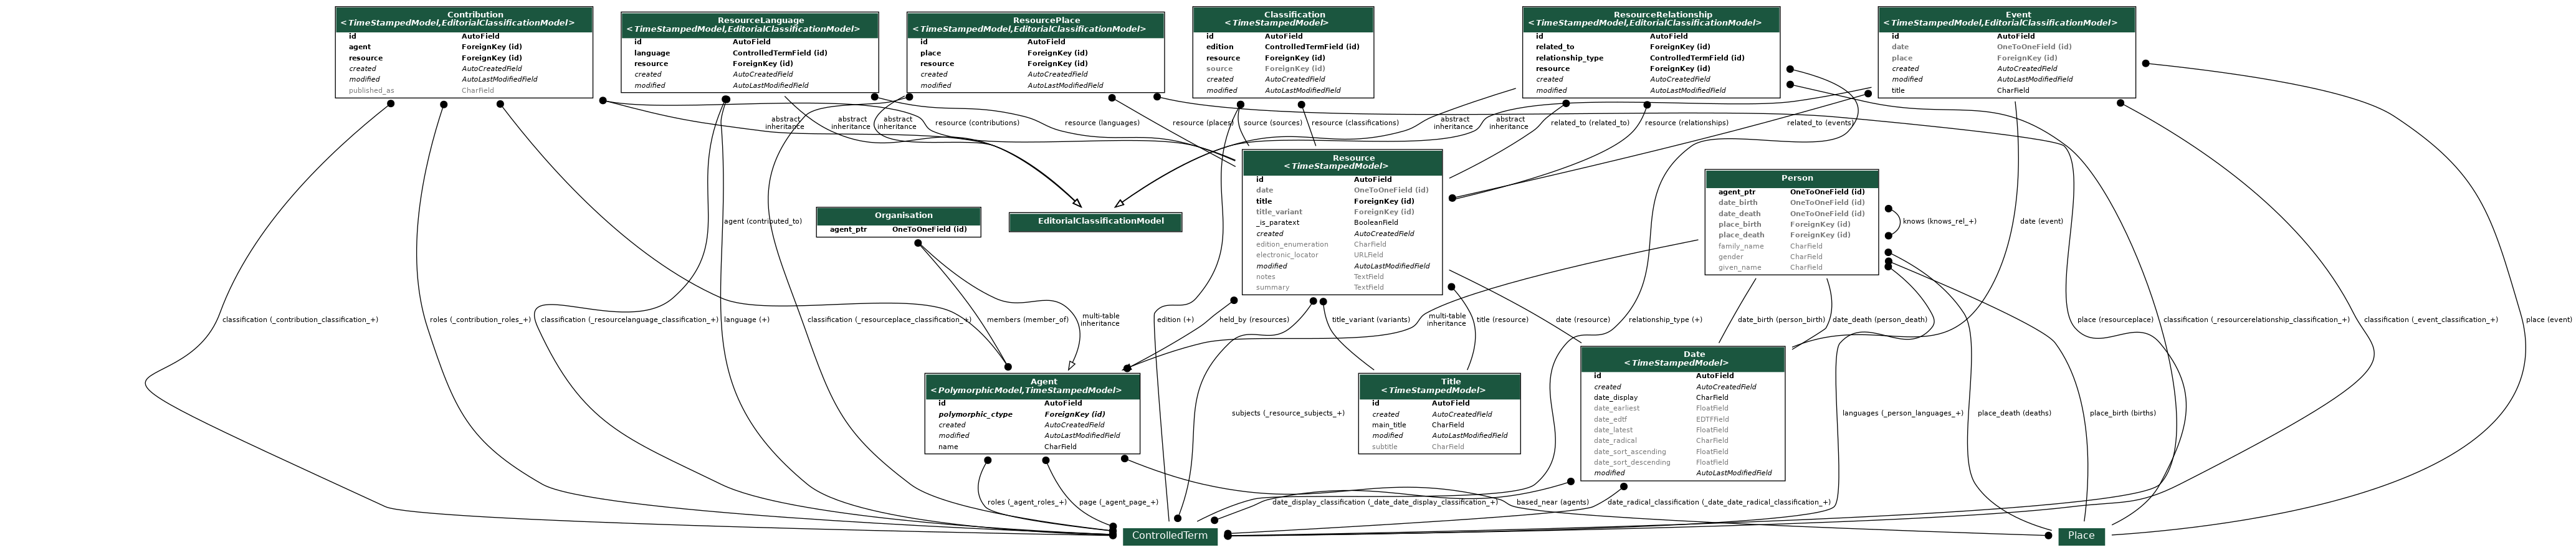 Contribution
<TimeStampedModel,EditorialClassificationModel>
id AutoField
agent ForeignKey (id)
resource ForeignKey (id)
created AutoCreatedField
modified AutoLastModifiedField
published_as CharField
ResourceLanguage
<TimeStampedModel,EditorialClassificationModel>
id AutoField
language ControlledTermField (id)
resource ForeignKey (id)
created AutoCreatedField
modified AutoLastModifiedField
ResourcePlace
<TimeStampedModel,EditorialClassificationModel>
id AutoField
place ForeignKey (id)
resource ForeignKey (id)
created AutoCreatedField
modified AutoLastModifiedField
Classification
<TimeStampedModel>
id AutoField
edition ControlledTermField (id)
resource ForeignKey (id)
source ForeignKey (id)
created AutoCreatedField
modified AutoLastModifiedField
ResourceRelationship
<TimeStampedModel,EditorialClassificationModel>
id AutoField
related_to ForeignKey (id)
relationship_type ControlledTermField (id)
resource ForeignKey (id)
created AutoCreatedField
modified AutoLastModifiedField
Event
<TimeStampedModel,EditorialClassificationModel>
id AutoField
date OneToOneField (id)
place ForeignKey (id)
created AutoCreatedField
modified AutoLastModifiedField
title CharField
abstract
inheritance
abstract
inheritance
abstract
inheritance
resource (contributions)
resource (languages)
resource (places)
source (sources)
resource (classifications)
abstract
inheritance
abstract
inheritance
related_to (related_to)
resource (relationships)
related_to (events)
Resource
<TimeStampedModel>
id AutoField
date OneToOneField (id)
title ForeignKey (id)
title_variant ForeignKey (id)
_is_paratext BooleanField
created AutoCreatedField
edition_enumeration CharField
electronic_locator URLField
modified AutoLastModifiedField
notes TextField
summary TextField
Person
agent_ptr OneToOneField (id)
date_birth OneToOneField (id)
date_death OneToOneField (id)
place_birth ForeignKey (id)
place_death ForeignKey (id)
family_name CharField
gender CharField
given_name CharField
Organisation
agent_ptr OneToOneField (id)
EditorialClassificationModel
agent (contributed_to)
knows (knows_rel_+)
date (event)
classification (_contribution_classification_+)
roles (_contribution_roles_+)
classification (_resourcelanguage_classification_+)
language (+)
classification (_resourceplace_classification_+)
members (member_of)
multi-table
inheritance
edition (+)
held_by (resources)
title_variant (variants)
multi-table
inheritance
title (resource)
date (resource)
relationship_type (+)
date_birth (person_birth)
date_death (person_death)
place (resourceplace)
classification (_resourcerelationship_classification_+)
classification (_event_classification_+)
place (event)
Agent
<PolymorphicModel,TimeStampedModel>
id AutoField
polymorphic_ctype ForeignKey (id)
created AutoCreatedField
modified AutoLastModifiedField
name CharField
subjects (_resource_subjects_+)
Title
<TimeStampedModel>
id AutoField
created AutoCreatedField
main_title CharField
modified AutoLastModifiedField
subtitle CharField
Date
<TimeStampedModel>
id AutoField
created AutoCreatedField
date_display CharField
date_earliest FloatField
date_edtf EDTFField
date_latest FloatField
date_radical CharField
date_sort_ascending FloatField
date_sort_descending FloatField
modified AutoLastModifiedField
languages (_person_languages_+)
place_death (deaths)
place_birth (births)
roles (_agent_roles_+)
page (_agent_page_+)
date_display_classification (_date_date_display_classification_+)
based_near (agents)
date_radical_classification (_date_date_radical_classification_+)
ControlledTerm
Place